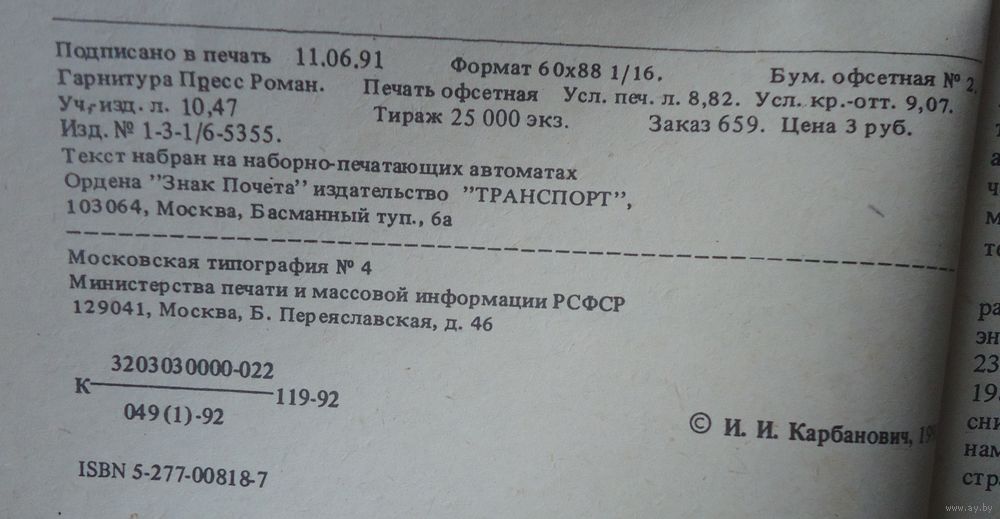 Подписано в печать 11.06.91 Формат 60х88 1/16. Бум. офсетная № 2.
Гарнитура Пресс Роман. Печать офсетная Усл. печ. л. 8,82. Усл. кр.-отт. 9,07.
Уч,-изд. л. 10,47 Тираж 25 000 экз. Заказ 659. Цена 3 руб.
Изд. № 1-3-1/6-5355.
Текст набран на наборно-печатающих автоматах
Ордена "Знак Почета" издательство "ТРАНСПОРТ",
103064, Москва, Басманный туп., 6а
Московская типография № 4
Министерства печати и массовой информации РСФСР
129041, Москва, Б. Переяславская, д. 46
3203030000-022
К 119-92
049(1)-92
© И. И. Карбанович,
ISBN 5-277-00818-7
www.ay.by